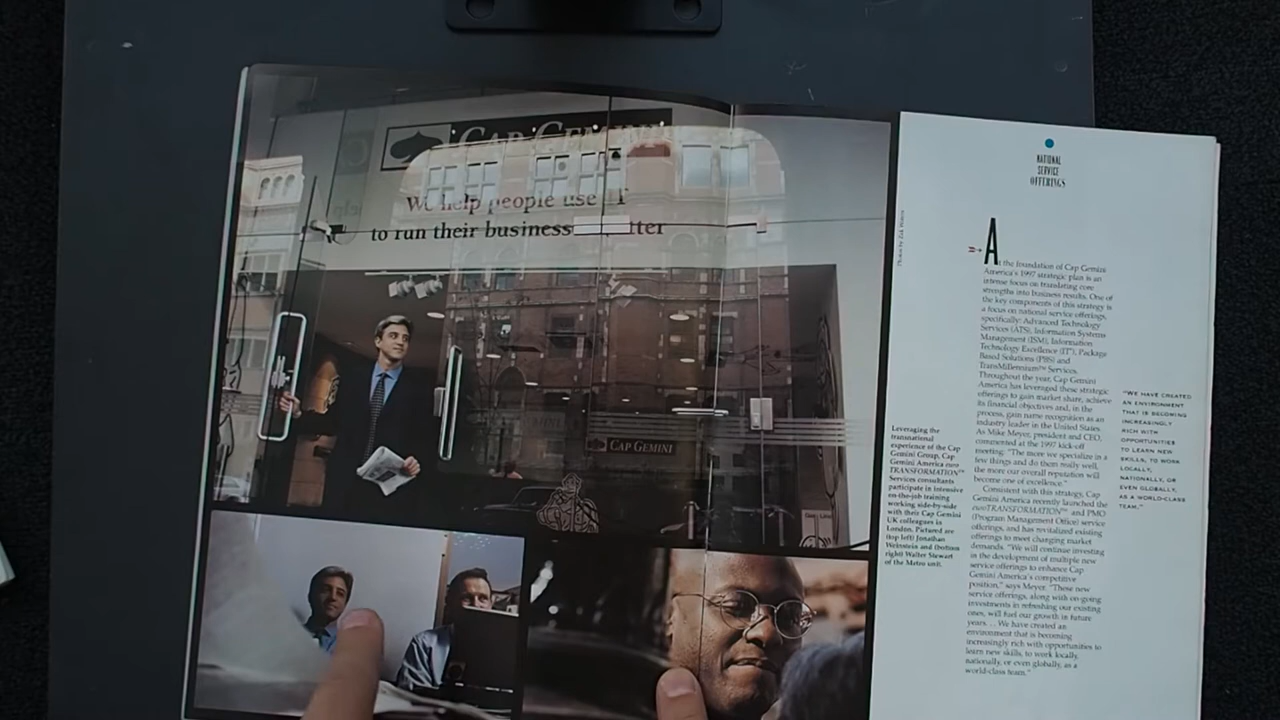 CAP GEMINI
We help people use IT
to run their business
tter
CAP GEMINI
Leveraging the
transnational
experience of the Cap
Gemini Group, Cap
Gemini America euro
TRANSFORMATION™
Services consultants
participate in intensive
on-the-job training
working side-by-side
with their Cap Gemini
UK colleagues in
London. Pictured are
(top left) Jonathan
Weinstein and (bottom
right) Walter Stewart
of the Metro unit.
NATIONAL
SERVICE
OFFERINGS
At the foundation of Cap Gemini
America's 1997 strategic plan is an
intense focus on translating core
strengths into business results. One of
the key components of this strategy is
a focus on national service offerings,
specifically: Advanced Technology
Services (ATS), Information Systems
Management (ISM), Information
Technology Excellence (IT²), Package
Based Solutions (PBS) and
TransMillennium™ Services.
Throughout the year, Cap Gemini
America has leveraged these strategic
offerings to gain market share, achieve
its financial objectives and, in the
process, gain name recognition as an
industry leader in the United States.
As Mike Meyer, president and CEO,
commented at the 1997 kick-off
meeting: "The more we specialize in a
few things and do them really well,
the more our overall reputation will
become one of excellence."
Consistent with this strategy, Cap
Gemini America recently launched the
euroTRANSFORMATION™ and PMO
(Program Management Office) service
offerings, and has revitalized existing
offerings to meet changing market
demands. "We will continue investing
in the development of multiple new
service offerings to enhance Cap
Gemini America's competitive
position," says Meyer. "These new
service offerings, along with on-going
investments in refreshing our existing
ones, will fuel our growth in future
years. . . We have created an
environment that is becoming
increasingly rich with opportunities to
learn new skills, to work locally,
nationally, or even globally, as a
world-class team."
"WE HAVE CREATED
AN ENVIRONMENT
THAT IS BECOMING
INCREASINGLY
RICH WITH
OPPORTUNITIES
TO LEARN NEW
SKILLS, TO WORK
LOCALLY,
NATIONALLY, OR
EVEN GLOBALLY,
AS A WORLD-CLASS
TEAM."